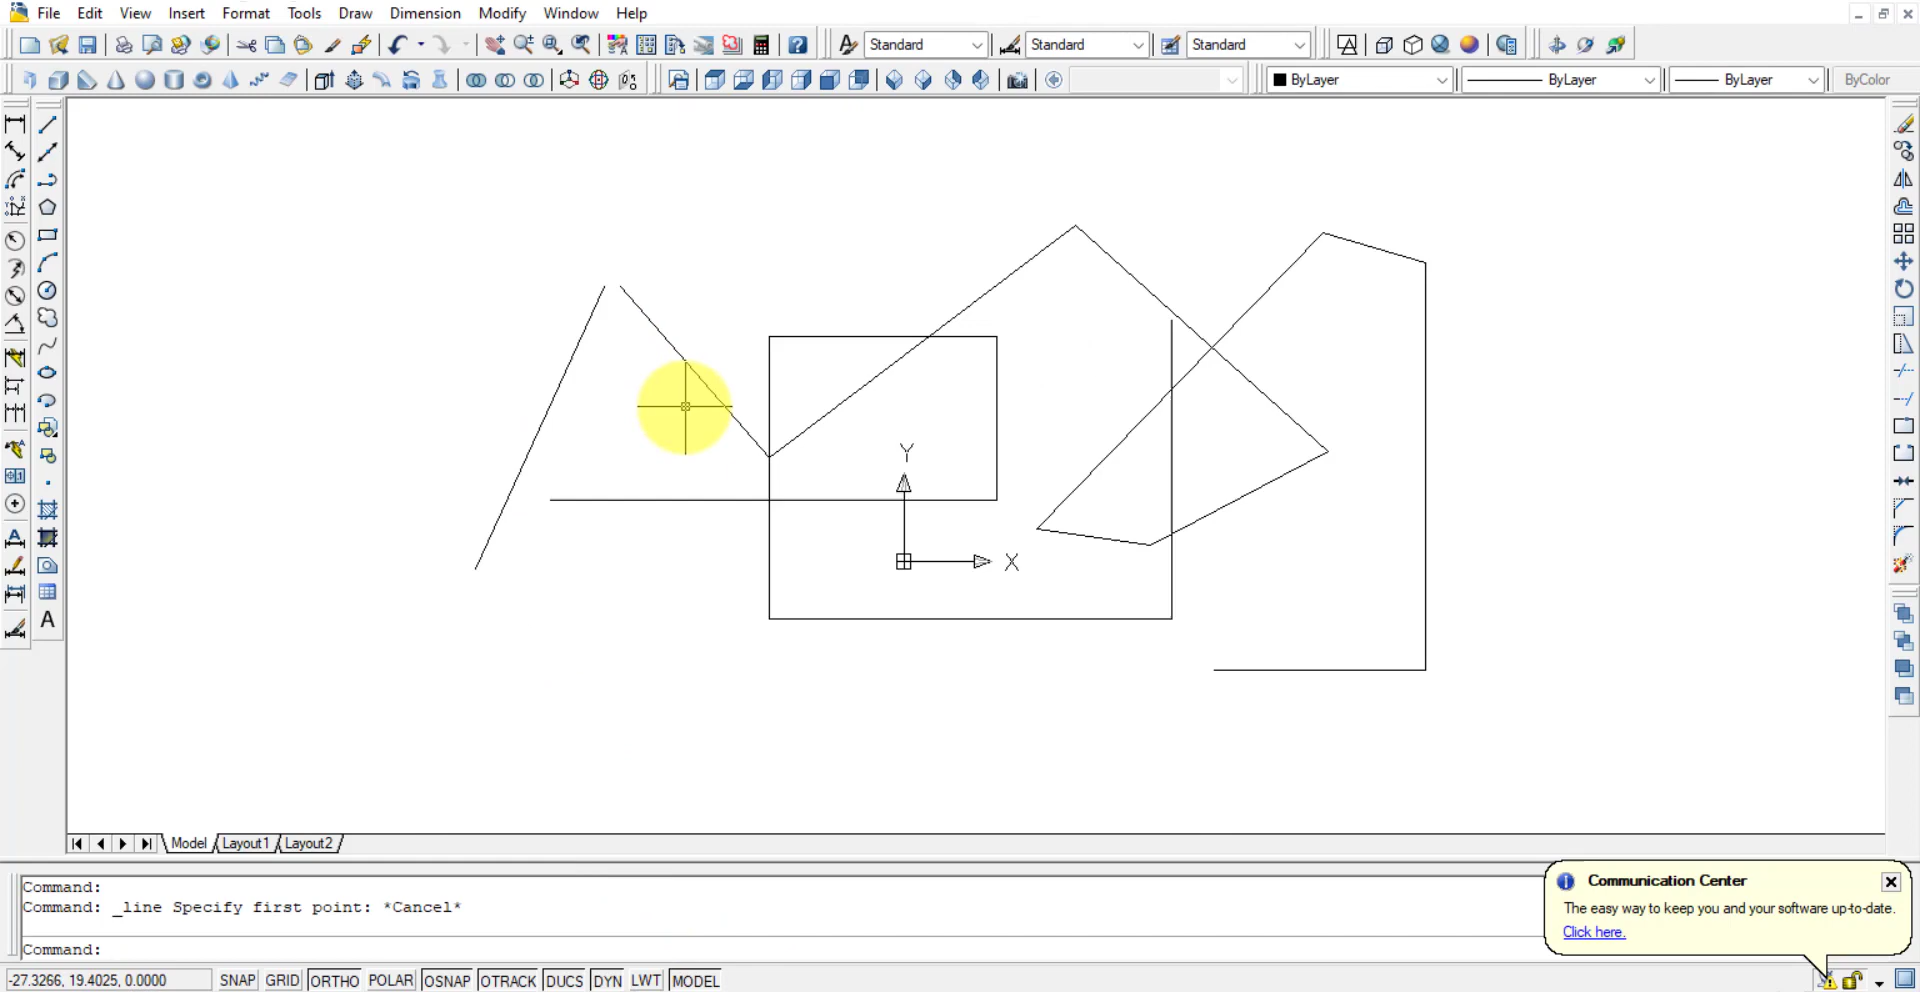 File Edit View Insert Format Tools Draw Dimension Modify Window Help
Standard Standard Standard
ByLayer ByLayer ByLayer ByColor
Y
X
A
Model Layout1 Layout2
Command:
Command: _line Specify first point: *Cancel*
Command:
Communication Center
The easy way to keep you and your software up-to-date.
Click here.
-27.3266, 19.4025, 0.0000 SNAP GRID ORTHO POLAR OSNAP OTRACK DUCS DYN LWT MODEL